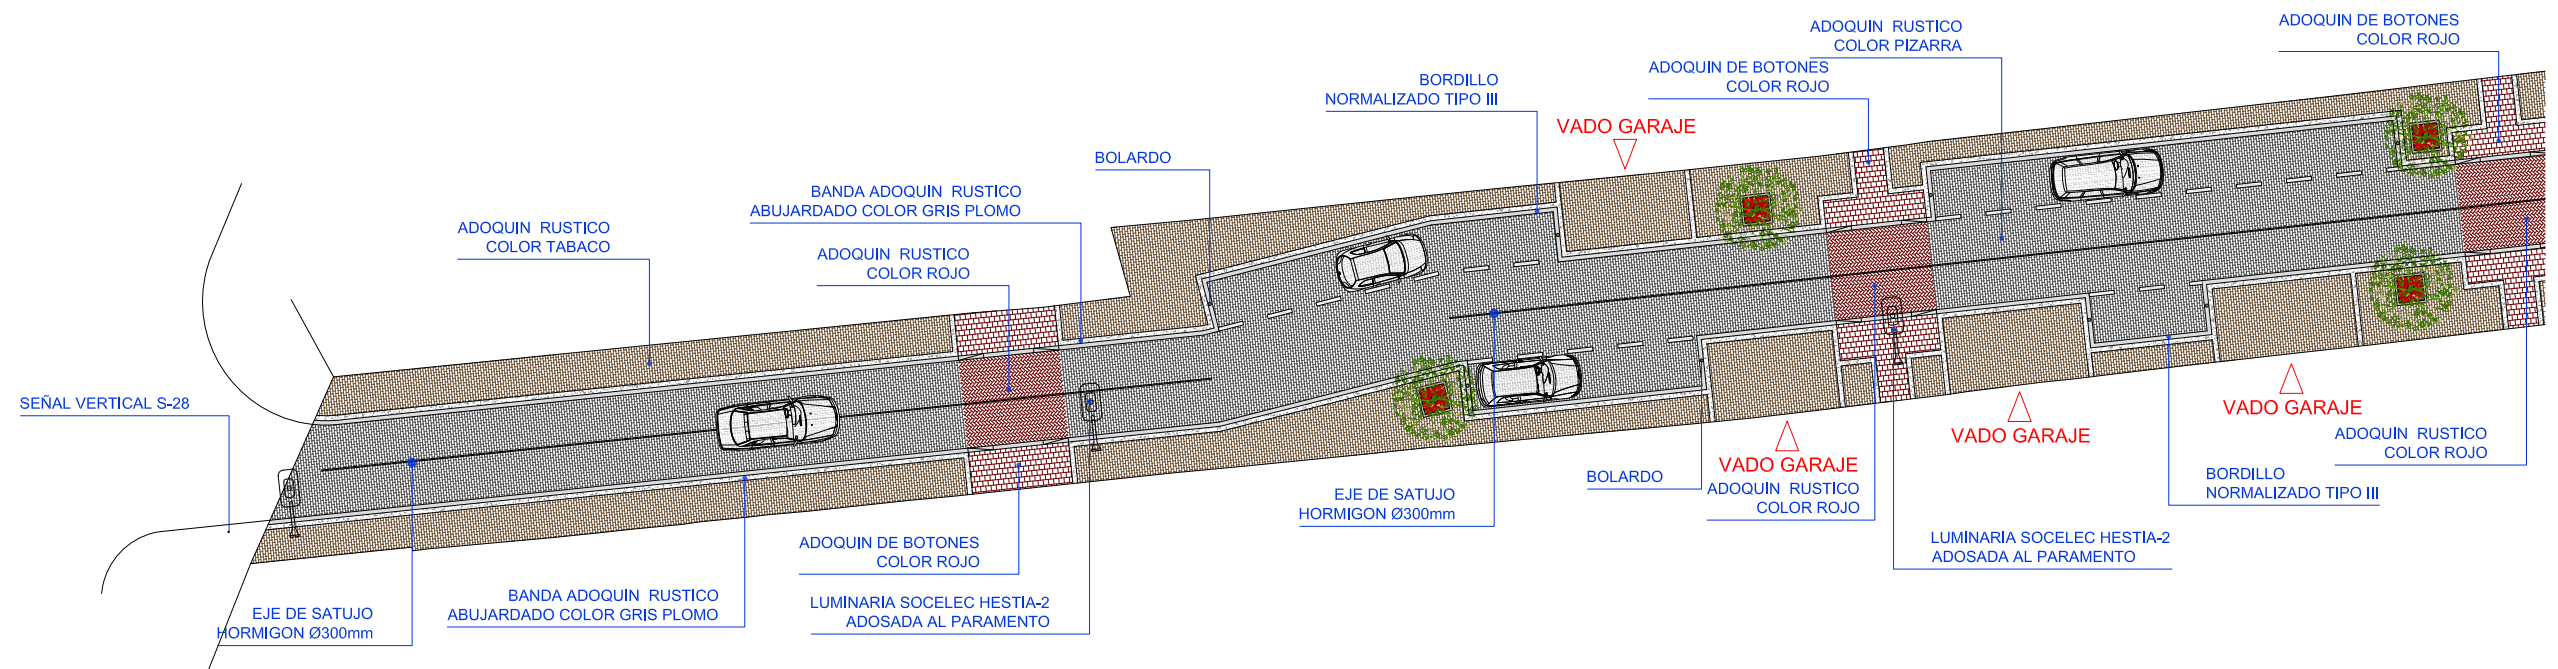 ADOQUIN DE BOTONES
COLOR ROJO
ADOQUIN RUSTICO
COLOR PIZARRA
ADOQUIN DE BOTONES
COLOR ROJO
BORDILLO
NORMALIZADO TIPO III
VADO GARAJE
BOLARDO
BANDA ADOQUIN RUSTICO
ABUJARDADO COLOR GRIS PLOMO
ADOQUIN RUSTICO
COLOR TABACO
ADOQUIN RUSTICO
COLOR ROJO
SEÑAL VERTICAL S-28
VADO GARAJE
VADO GARAJE
VADO GARAJE
ADOQUIN RUSTICO
COLOR ROJO
BOLARDO
BORDILLO
NORMALIZADO TIPO III
ADOQUIN RUSTICO
COLOR ROJO
EJE DE SATUJO
HORMIGON Ø300mm
LUMINARIA SOCELEC HESTIA-2
ADOSADA AL PARAMENTO
ADOQUIN DE BOTONES
COLOR ROJO
BANDA ADOQUIN RUSTICO
ABUJARDADO COLOR GRIS PLOMO
LUMINARIA SOCELEC HESTIA-2
ADOSADA AL PARAMENTO
EJE DE SATUJO
HORMIGON Ø300mm